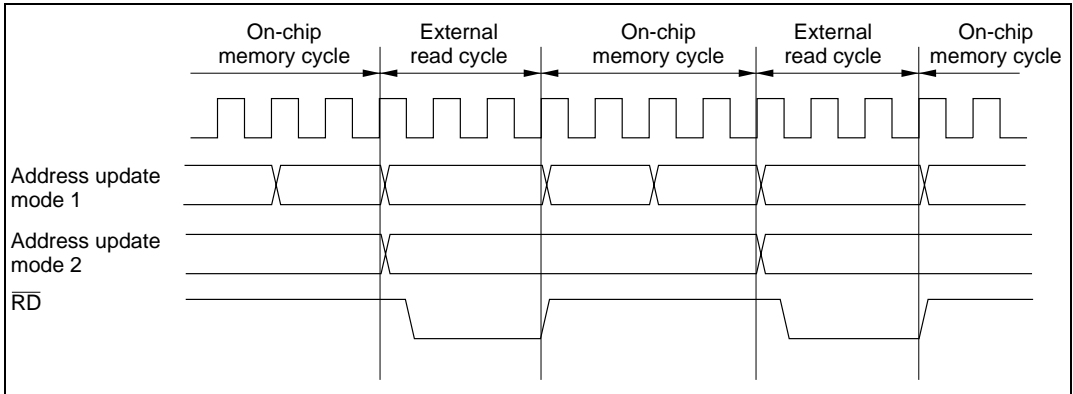 On-chip
memory cycle
External
read cycle
On-chip
memory cycle
External
read cycle
On-chip
memory cycle
Address update
mode 1
Address update
mode 2
R̅D̅